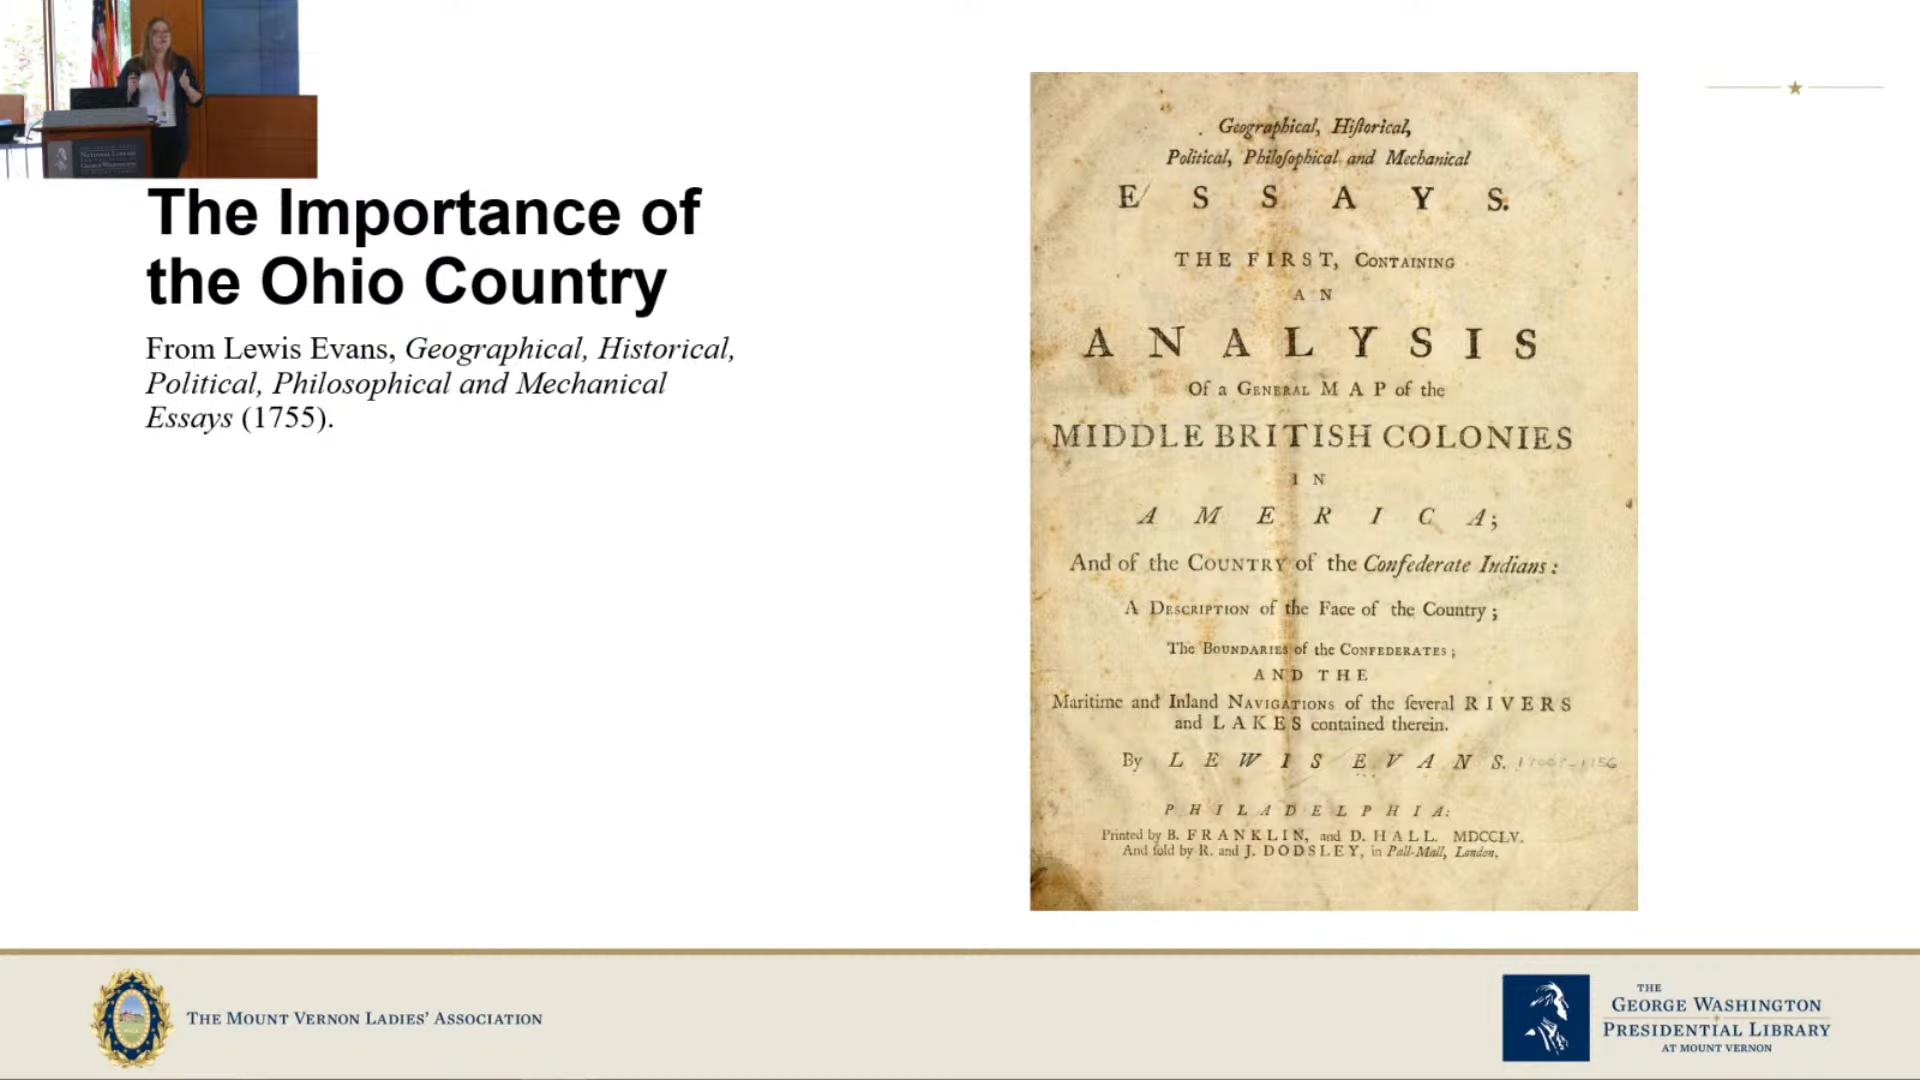 NATIONAL LIBRARY
GEORGE WASHINGTON
The Importance of
the Ohio Country
From Lewis Evans, Geographical, Historical,
Political, Philosophical and Mechanical
Essays (1755).
Geographical, Hiſtorical,
Political, Philoſophical and Mechanical
ESSAYS.
THE FIRST, CONTAINING
AN
ANALYSIS
Of a GENERAL MAP of the
MIDDLE BRITISH COLONIES
IN
AMERICA;
And of the COUNTRY of the Confederate Indians:
A DESCRIPTION of the Face of the Country;
The BOUNDARIES of the CONFEDERATES;
AND THE
Maritime and Inland NAVIGATIONS of the ſeveral RIVERS
and LAKES contained therein.
By LEWIS EVANS.
PHILADELPHIA:
Printed by B. FRANKLIN, and D. HALL. MDCCLV.
And ſold by R. and J. DODSLEY, in Pall-Mall, London.
THE MOUNT VERNON LADIES' ASSOCIATION
THE
GEORGE WASHINGTON
PRESIDENTIAL LIBRARY
AT MOUNT VERNON